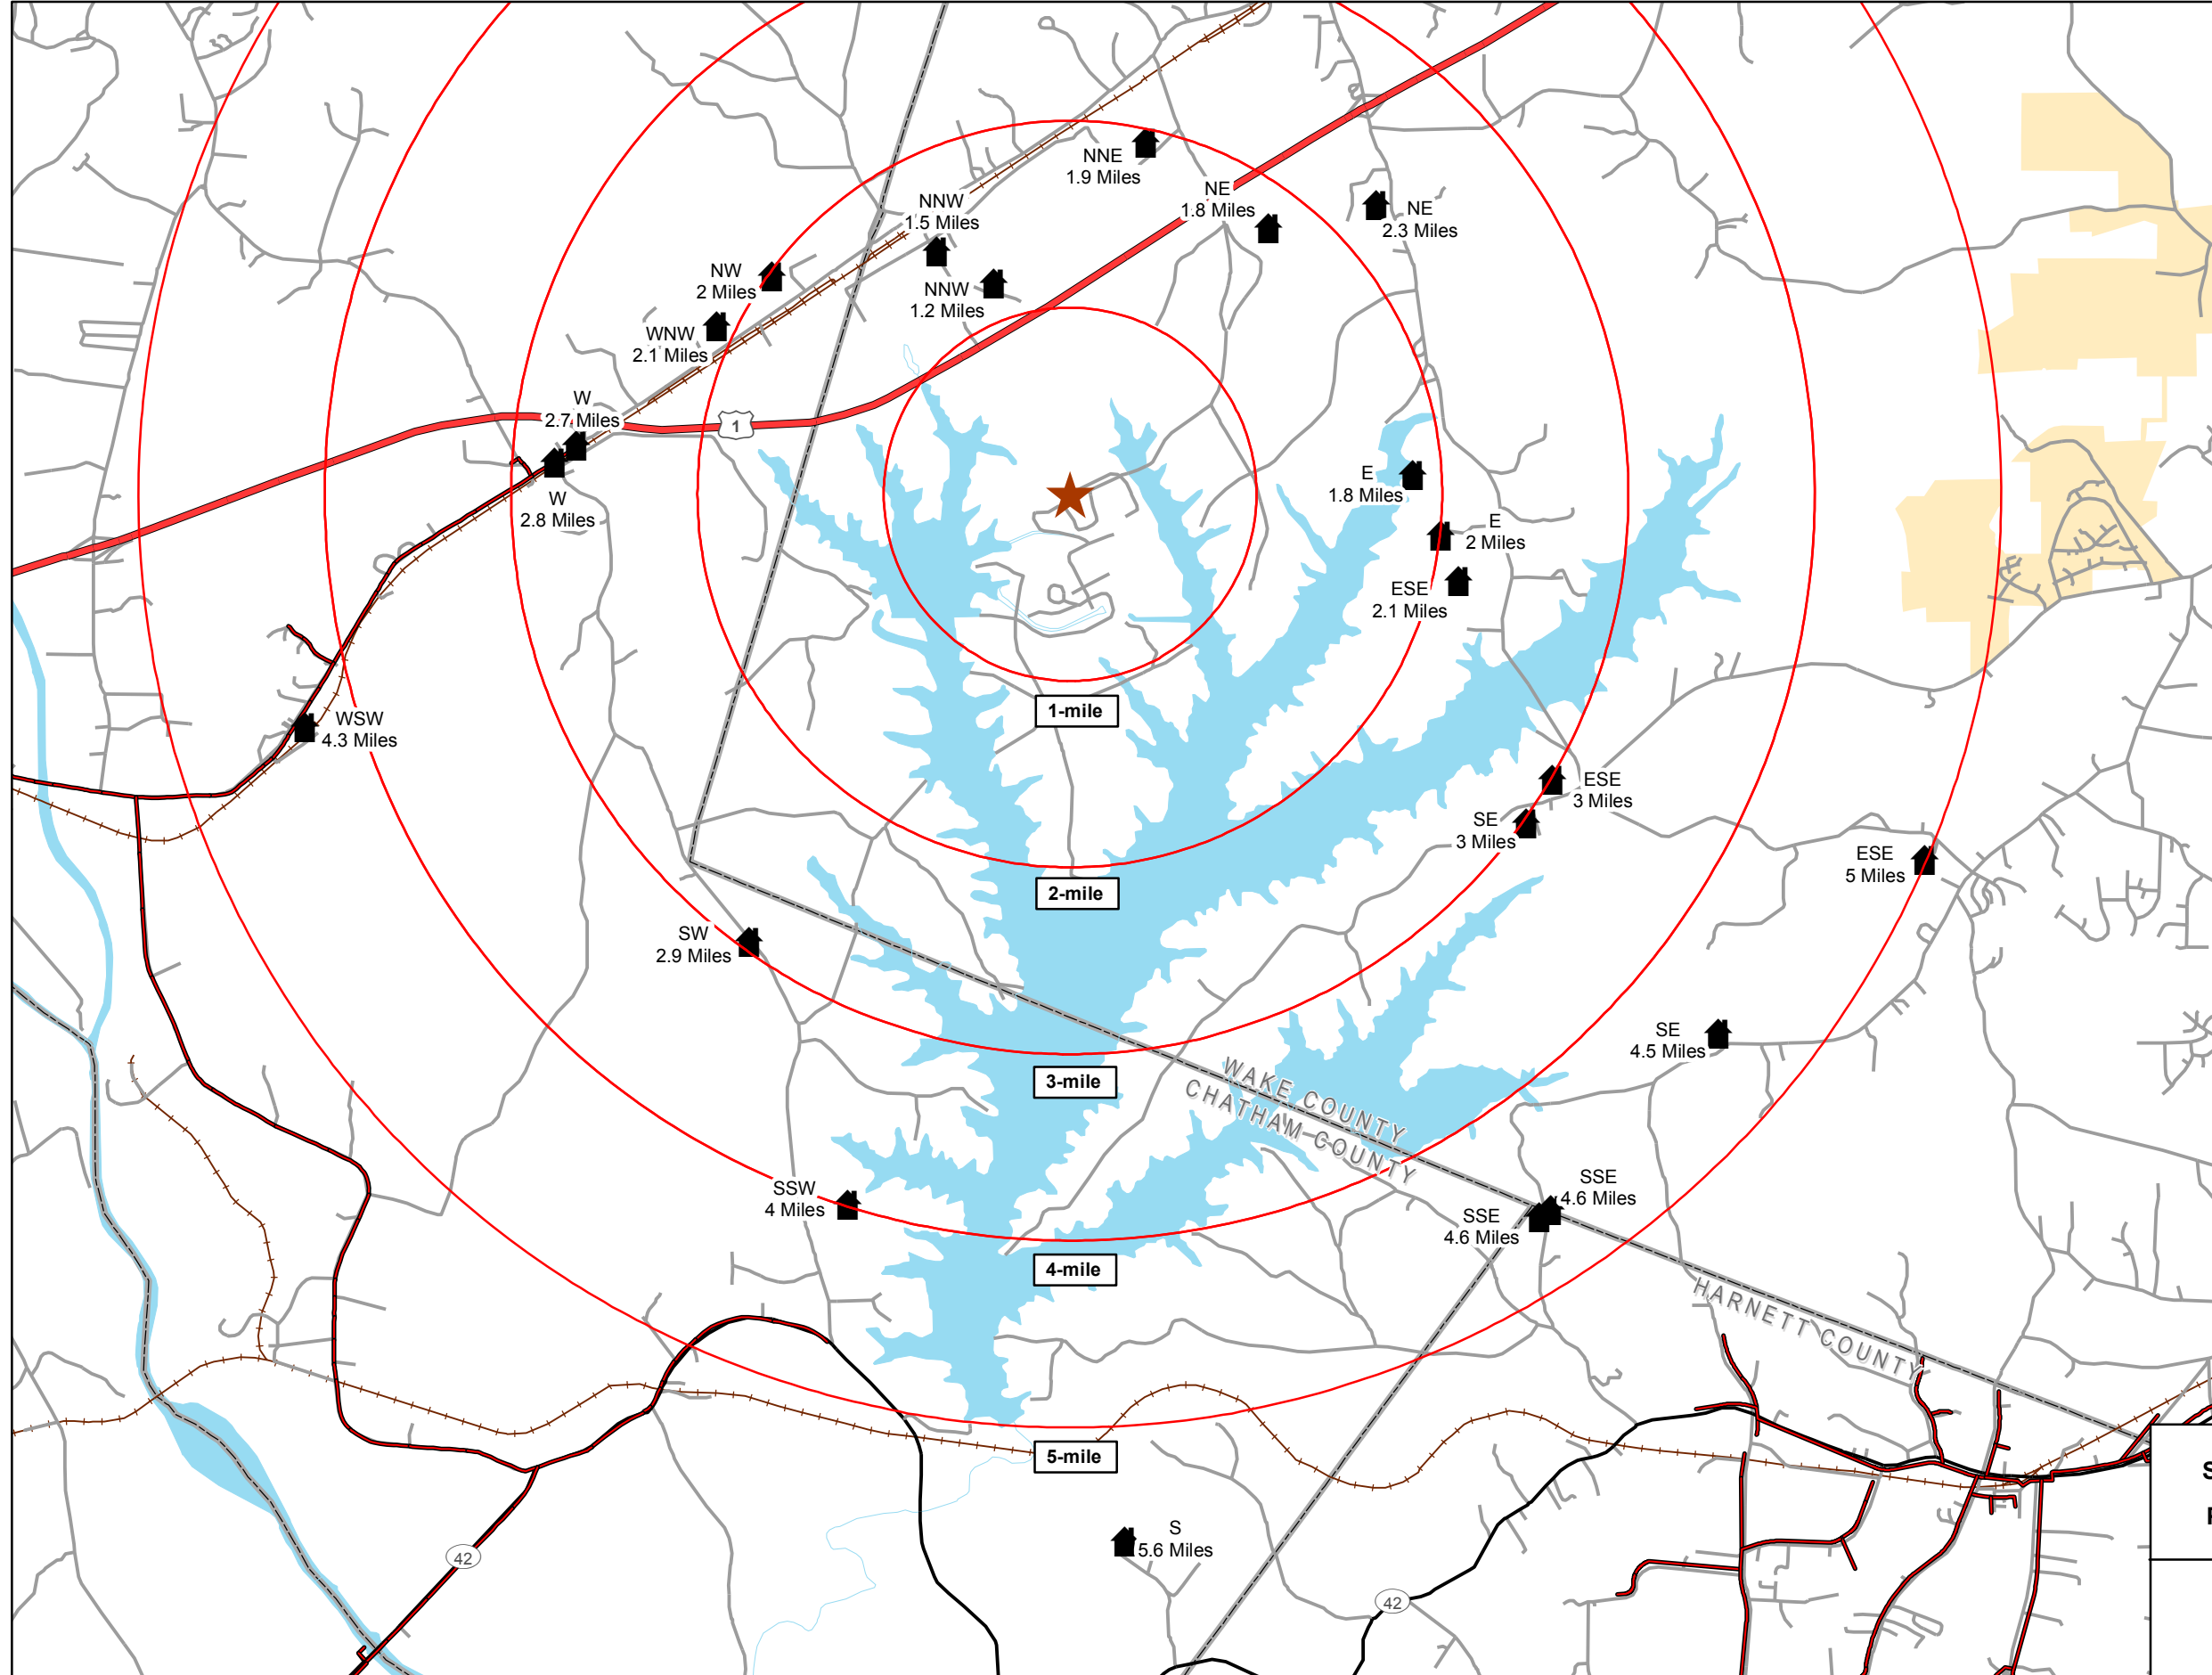 NNE
1.9 Miles
NE
1.8 Miles
NNW
1.5 Miles
NE
2.3 Miles
NW
2 Miles
NNW
1.2 Miles
WNW
2.1 Miles
W
2.7 Miles
1
W
2.8 Miles
E
1.8 Miles
E
2 Miles
ESE
2.1 Miles
1-mile
WSW
4.3 Miles
ESE
3 Miles
SE
3 Miles
ESE
5 Miles
2-mile
SW
2.9 Miles
SE
4.5 Miles
3-mile
WAKE COUNTY
CHATHAM COUNTY
SSW
4 Miles
SSE
4.6 Miles
SSE
4.6 Miles
4-mile
HARNETT COUNTY
5-mile
S
5.6 Miles
42
42